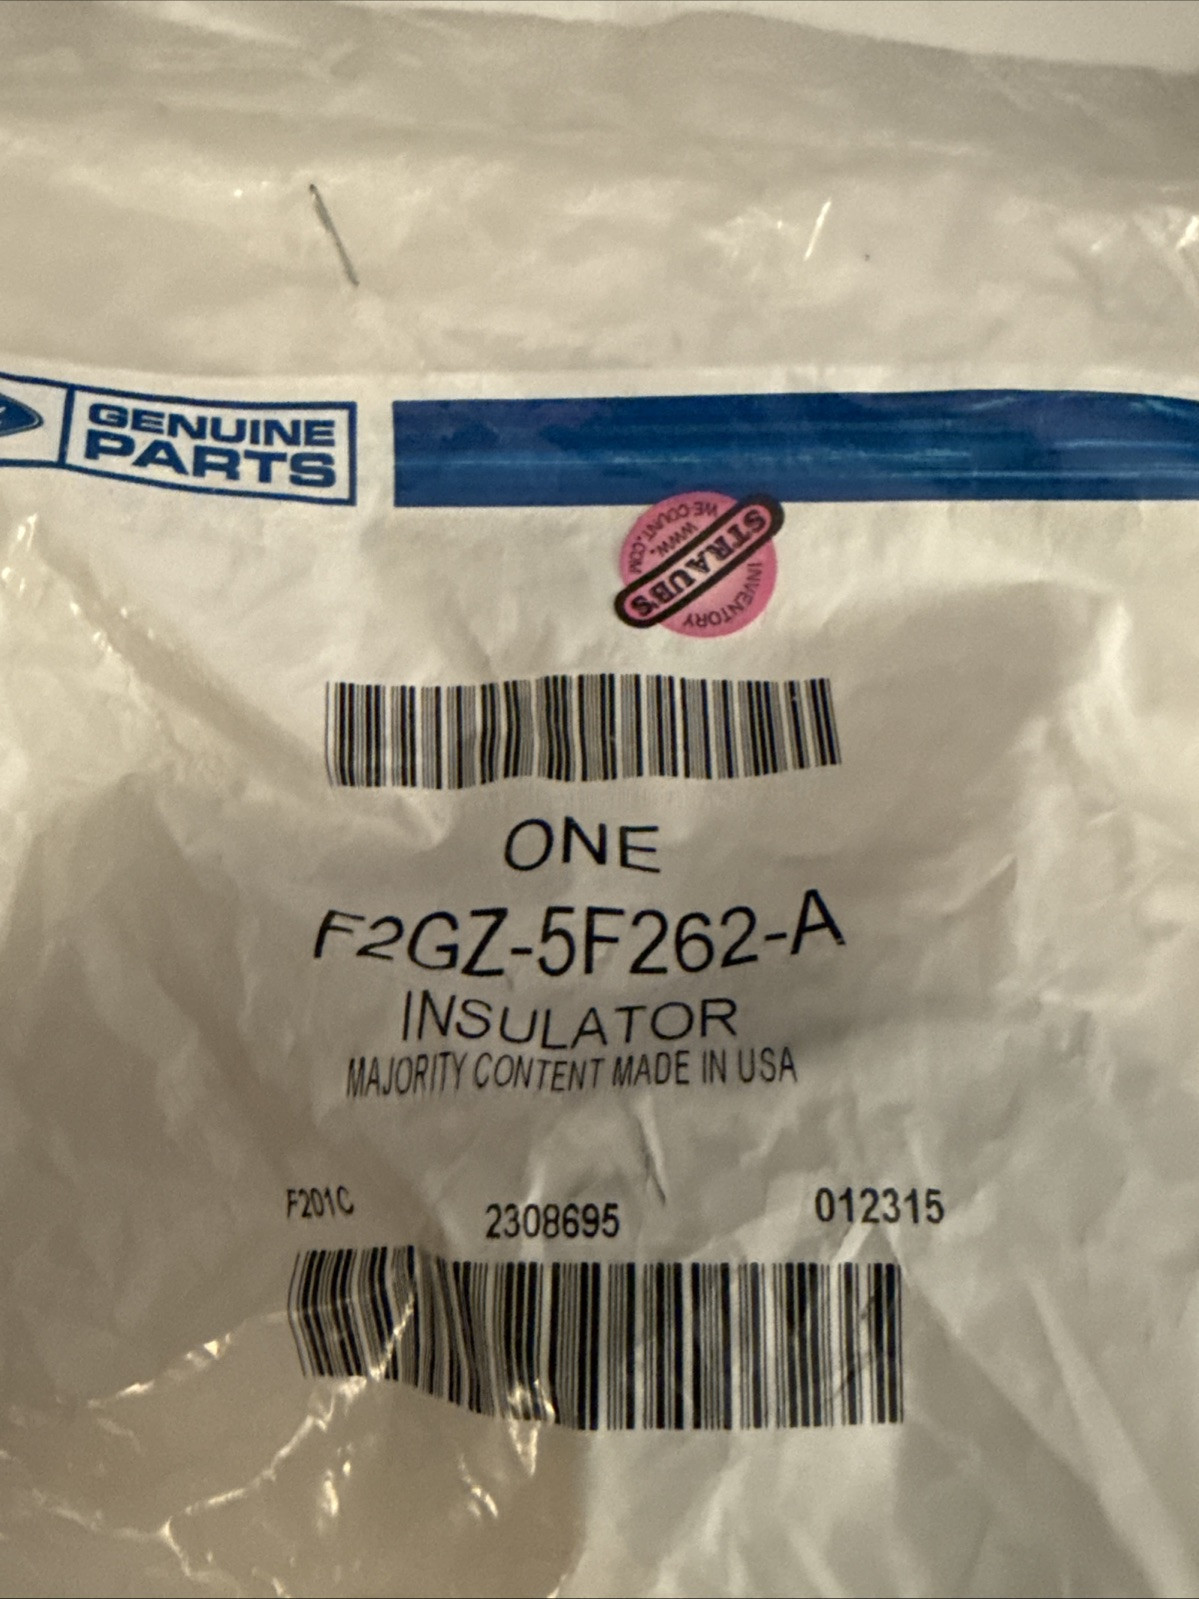 GENUINE
PARTS
STRAUB'S
INVENTORY
WWW.
WE-COUNT.COM
ONE
F2GZ-5F262-A
INSULATOR
MAJORITY CONTENT MADE IN USA
F201C 2308695 012315